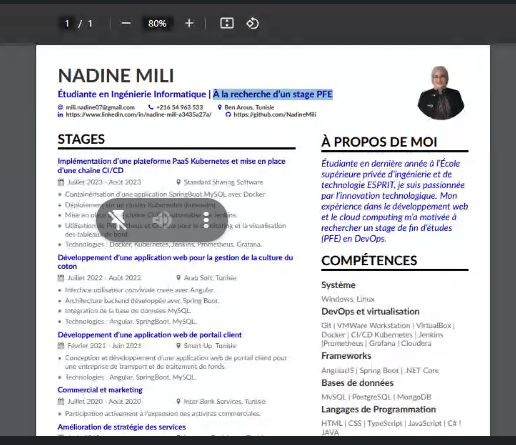 1 / 1
80%
NADINE MILI
Étudiante en Ingénierie Informatique | À la recherche d'un stage PFE
mili.nadine07@gmail.com +216 54 963 533 Ben Arous, Tunisie
https://www.linkedin.com/in/nadine-mili-a3435a27a/ https://github.com/NadineMili
STAGES
Implémentation d'une plateforme PaaS Kubernetes et mise en place
d'une chaîne CI/CD
Juillet 2023 - Août 2023 Standard Sharing Software
• Containérisation d'une application SpringBoot MySQL avec Docker.
• Déploiement
• Mise en
• Utilisation de et la visualisation
des tableaux de bord
• Technologies : Docker, Kubernetes, Jenkins, Prometheus, Grafana.
Développement d'une application web pour la gestion de la culture du
coton
Juillet 2022 - Août 2022 Arab Soft, Tunisie
• Interface utilisateur conviviale créée avec Angular.
• Architecture backend développée avec Spring Boot.
• Intégration de la base de données MySQL.
• Technologies : Angular, SpringBoot, MySQL.
Développement d'une application web de portail client
Février 2021 - Juin 2021 Smart Up, Tunisie
• Conception et développement d'une application web de portail client pour
une entreprise de transport et de traitement de fonds.
• Technologies : Angular, SpringBoot, MySQL.
Commercial et marketing
Juillet 2020 - Août 2020 Inter Bank Services, Tunisie
• Participation activement à l'expansion des activités commerciales.
Amélioration de stratégie des services
À PROPOS DE MOI
Étudiante en dernière année à l'École
supérieure privée d'ingénierie et de
technologie ESPRIT, je suis passionnée
par l'innovation technologique. Mon
expérience dans le développement web
et le cloud computing m'a motivée à
rechercher un stage de fin d'études
(PFE) en DevOps.
COMPÉTENCES
Système
Windows, Linux
DevOps et virtualisation
Git | VMWare Workstation | VirtualBox |
Docker | CI/CD | Kubernetes | Jenkins
|Prometheus | Grafana | Cloudera
Frameworks
AngularJS | Spring Boot | .NET Core
Bases de données
MySQL | PostgreSQL | MongoDB
Langages de Programmation
HTML | CSS | TypeScript | JavaScript | C# |
JAVA